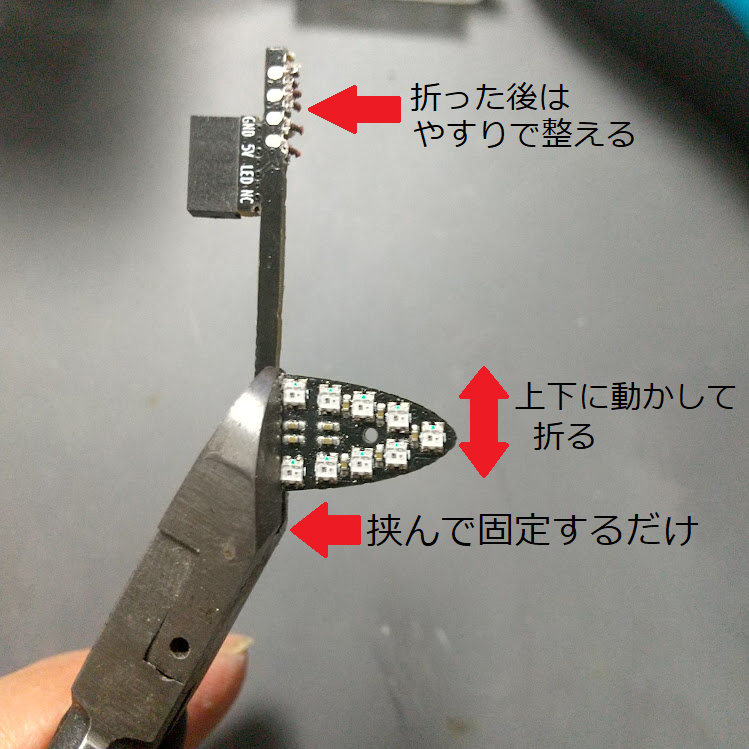 折った後は
やすりで整える
GND 5V LED NC
上下に動かして
折る
挟んで固定するだけ